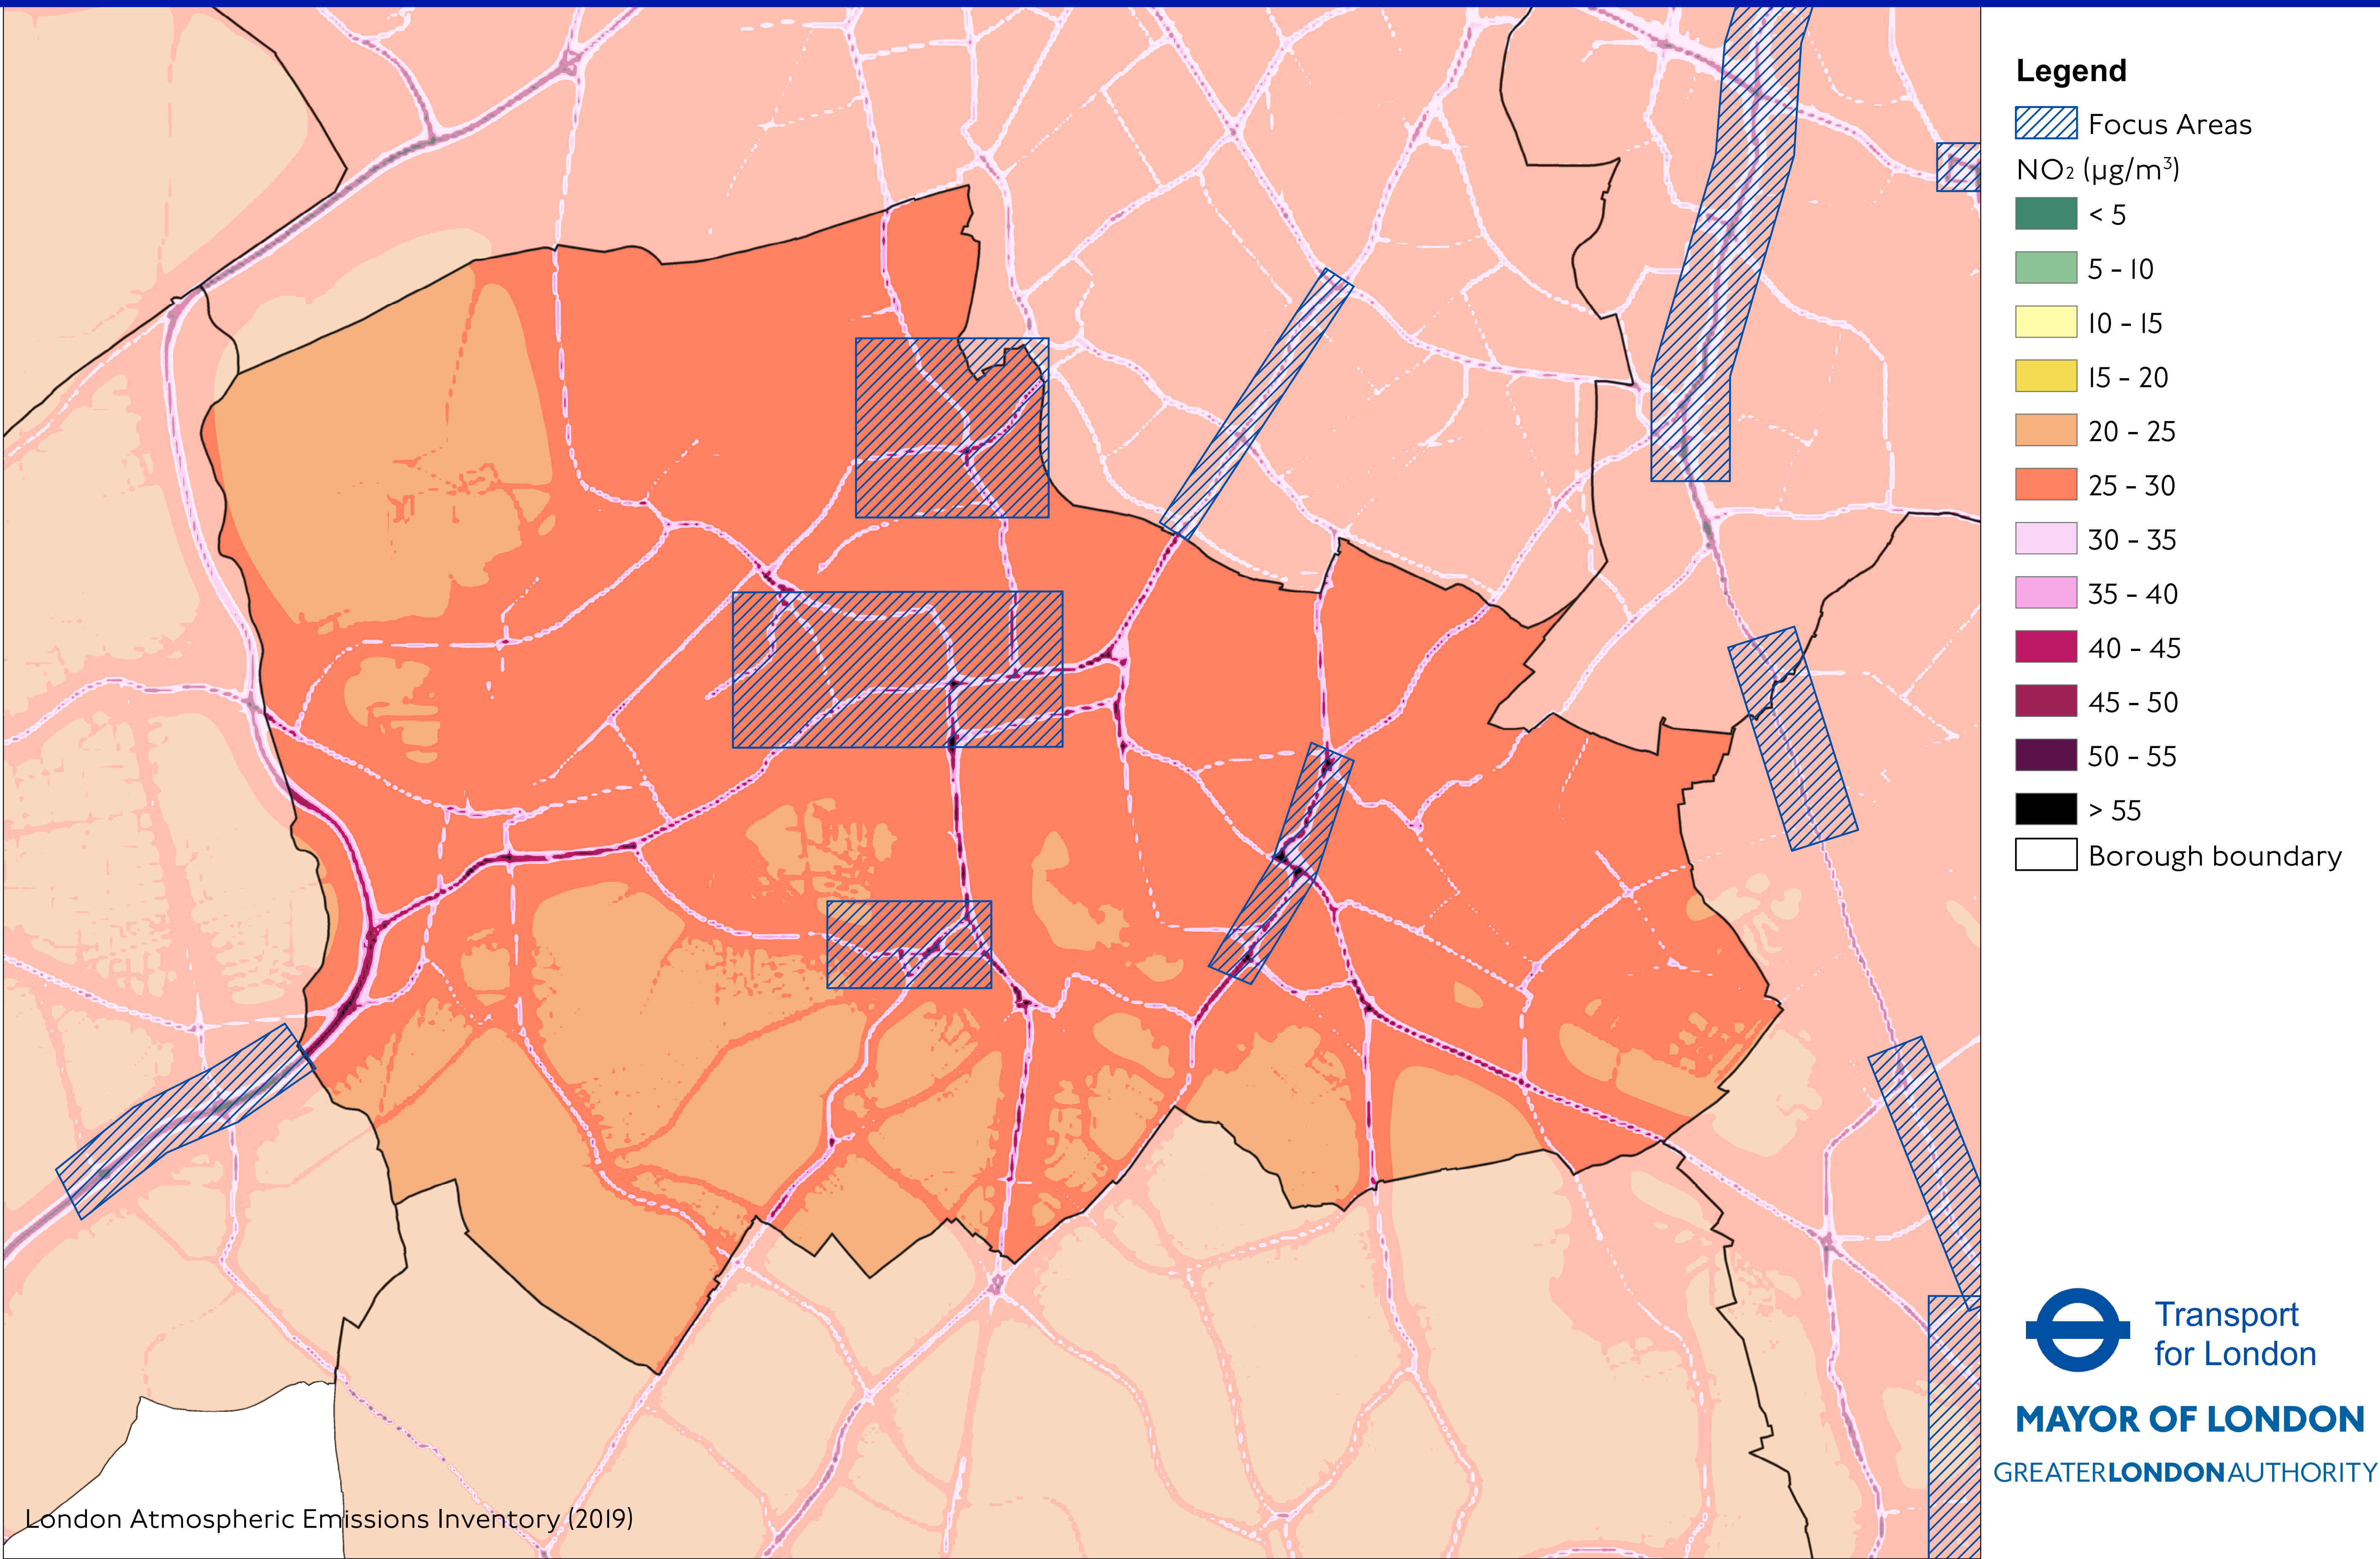 Legend
Focus Areas
NO₂ (µg/m³)
< 5
5 - 10
10 - 15
15 - 20
20 - 25
25 - 30
30 - 35
35 - 40
40 - 45
45 - 50
50 - 55
> 55
Borough boundary
Transport
for London
MAYOR OF LONDON
GREATERLONDONAUTHORITY
London Atmospheric Emissions Inventory (2019)